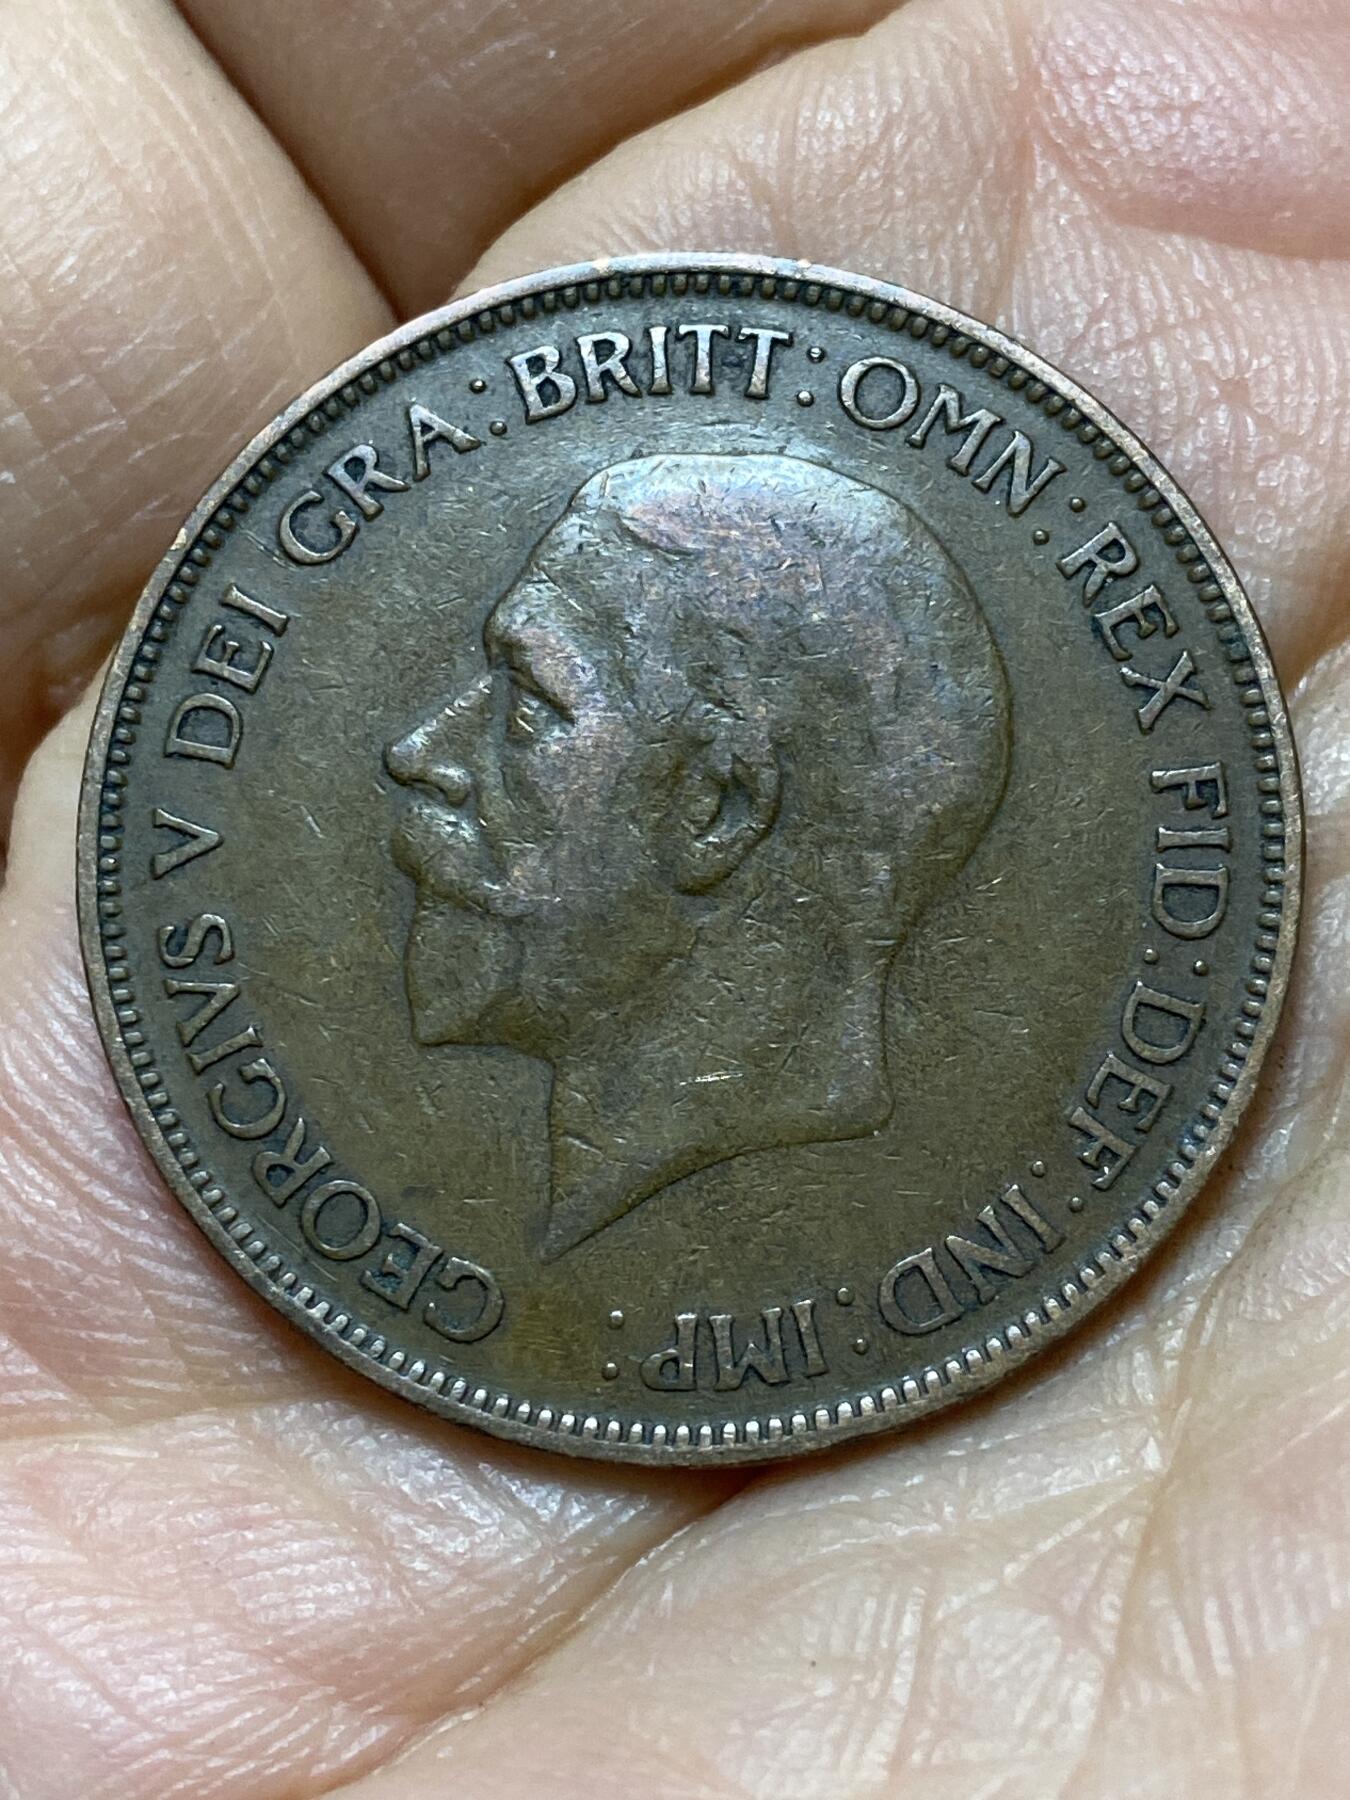 GEORGIVS V DEI GRA: BRITT: OMN: REX FID: DEF: IND: IMP: